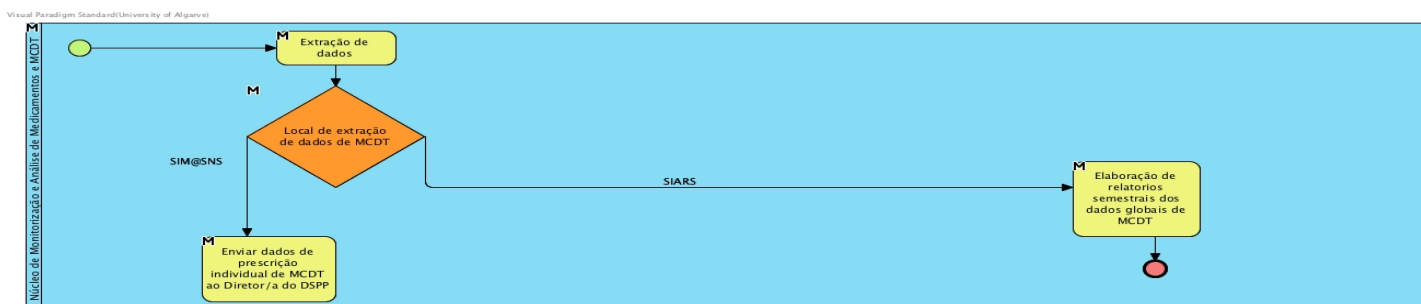 Visual Paradigm Standard(University of Algarve)
Núcleo de Monitorização e Análise de Medicamentos e MCDT
M
M
Extração de
dados
M
Local de extração
de dados de MCDT
SIM@SNS
SIARS
M
Elaboração de
relatorios
semestrais dos
dados globais de
MCDT
M
Enviar dados de
prescrição
individual de MCDT
ao Diretor/a do DSPP